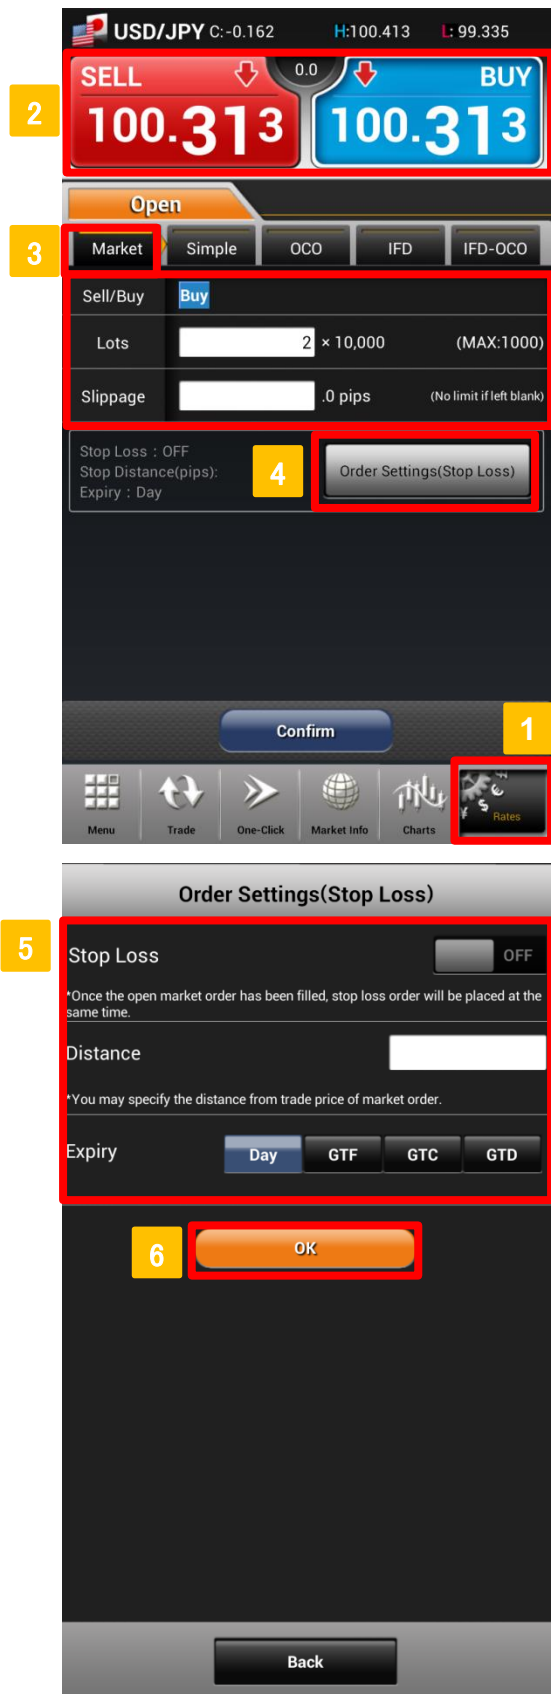 USD/JPY C:-0.162 H:100.413 L:99.335
SELL 0.0 BUY
2
100.313 100.313
Open
3
Market Simple OCO IFD IFD-OCO
Sell/Buy Buy
Lots 2 × 10,000 (MAX:1000)
Slippage .0 pips (No limit if left blank)
Stop Loss : OFF
Stop Distance(pips):
Expiry : Day
4
Order Settings(Stop Loss)
Confirm
1
Menu Trade One-Click Market Info Charts Rates
Order Settings(Stop Loss)
5
Stop Loss OFF
*Once the open market order has been filled, stop loss order will be placed at the
same time.
Distance
*You may specify the distance from trade price of market order.
Expiry Day GTF GTC GTD
6
OK
Back